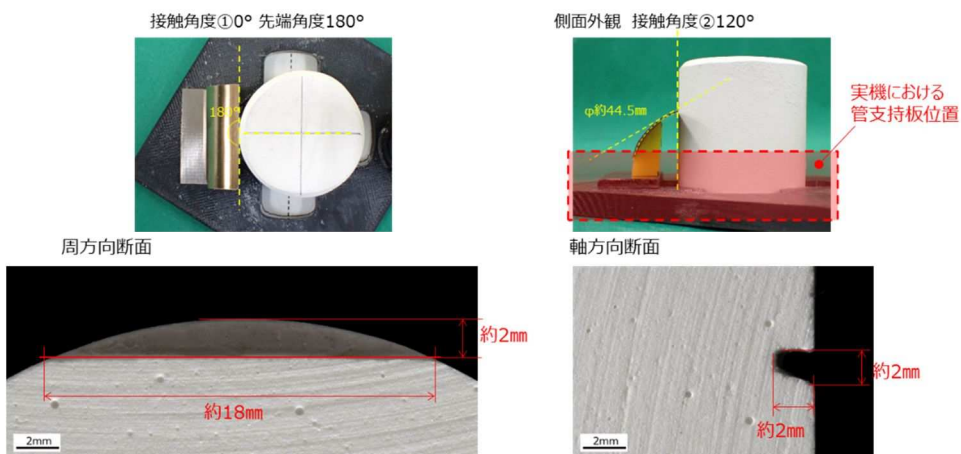 接触角度①0° 先端角度180°
側面外観 接触角度②120°
180°
φ約44.5㎜
実機における
管支持板位置
周方向断面
軸方向断面
約2㎜
約18㎜
2mm
約2㎜
約2㎜
2mm